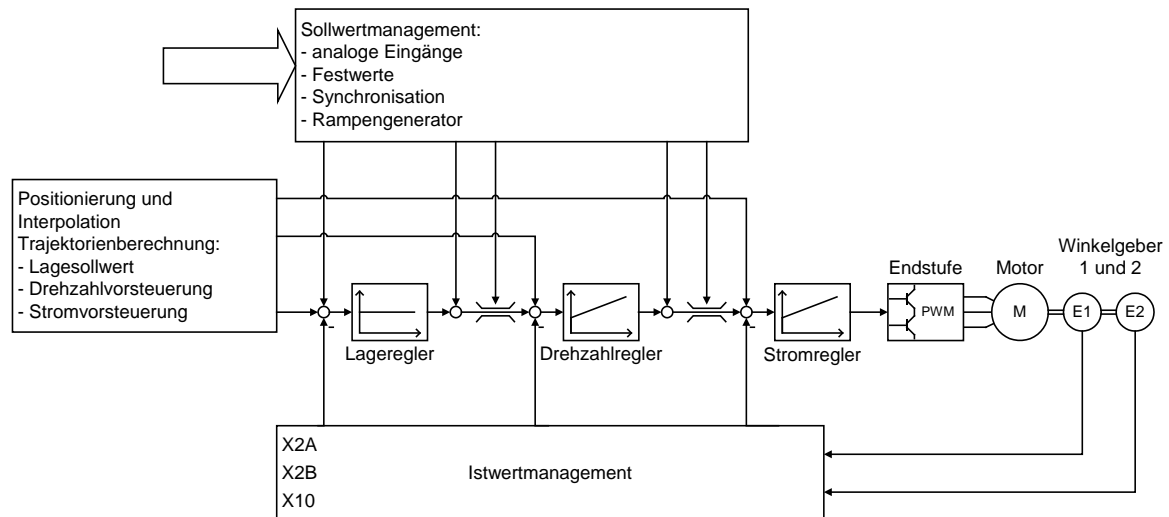 Sollwertmanagement:
- analoge Eingänge
- Festwerte
- Synchronisation
- Rampengenerator
Positionierung und
Interpolation
Trajektorienberechnung:
- Lagesollwert
- Drehzahlvorsteuerung
- Stromvorsteuerung
Winkelgeber
1 und 2
Endstufe
Motor
PWM
M
E1
E2
-
-
-
Lageregler
Drehzahlregler
Stromregler
X2A
X2B
X10
Istwertmanagement